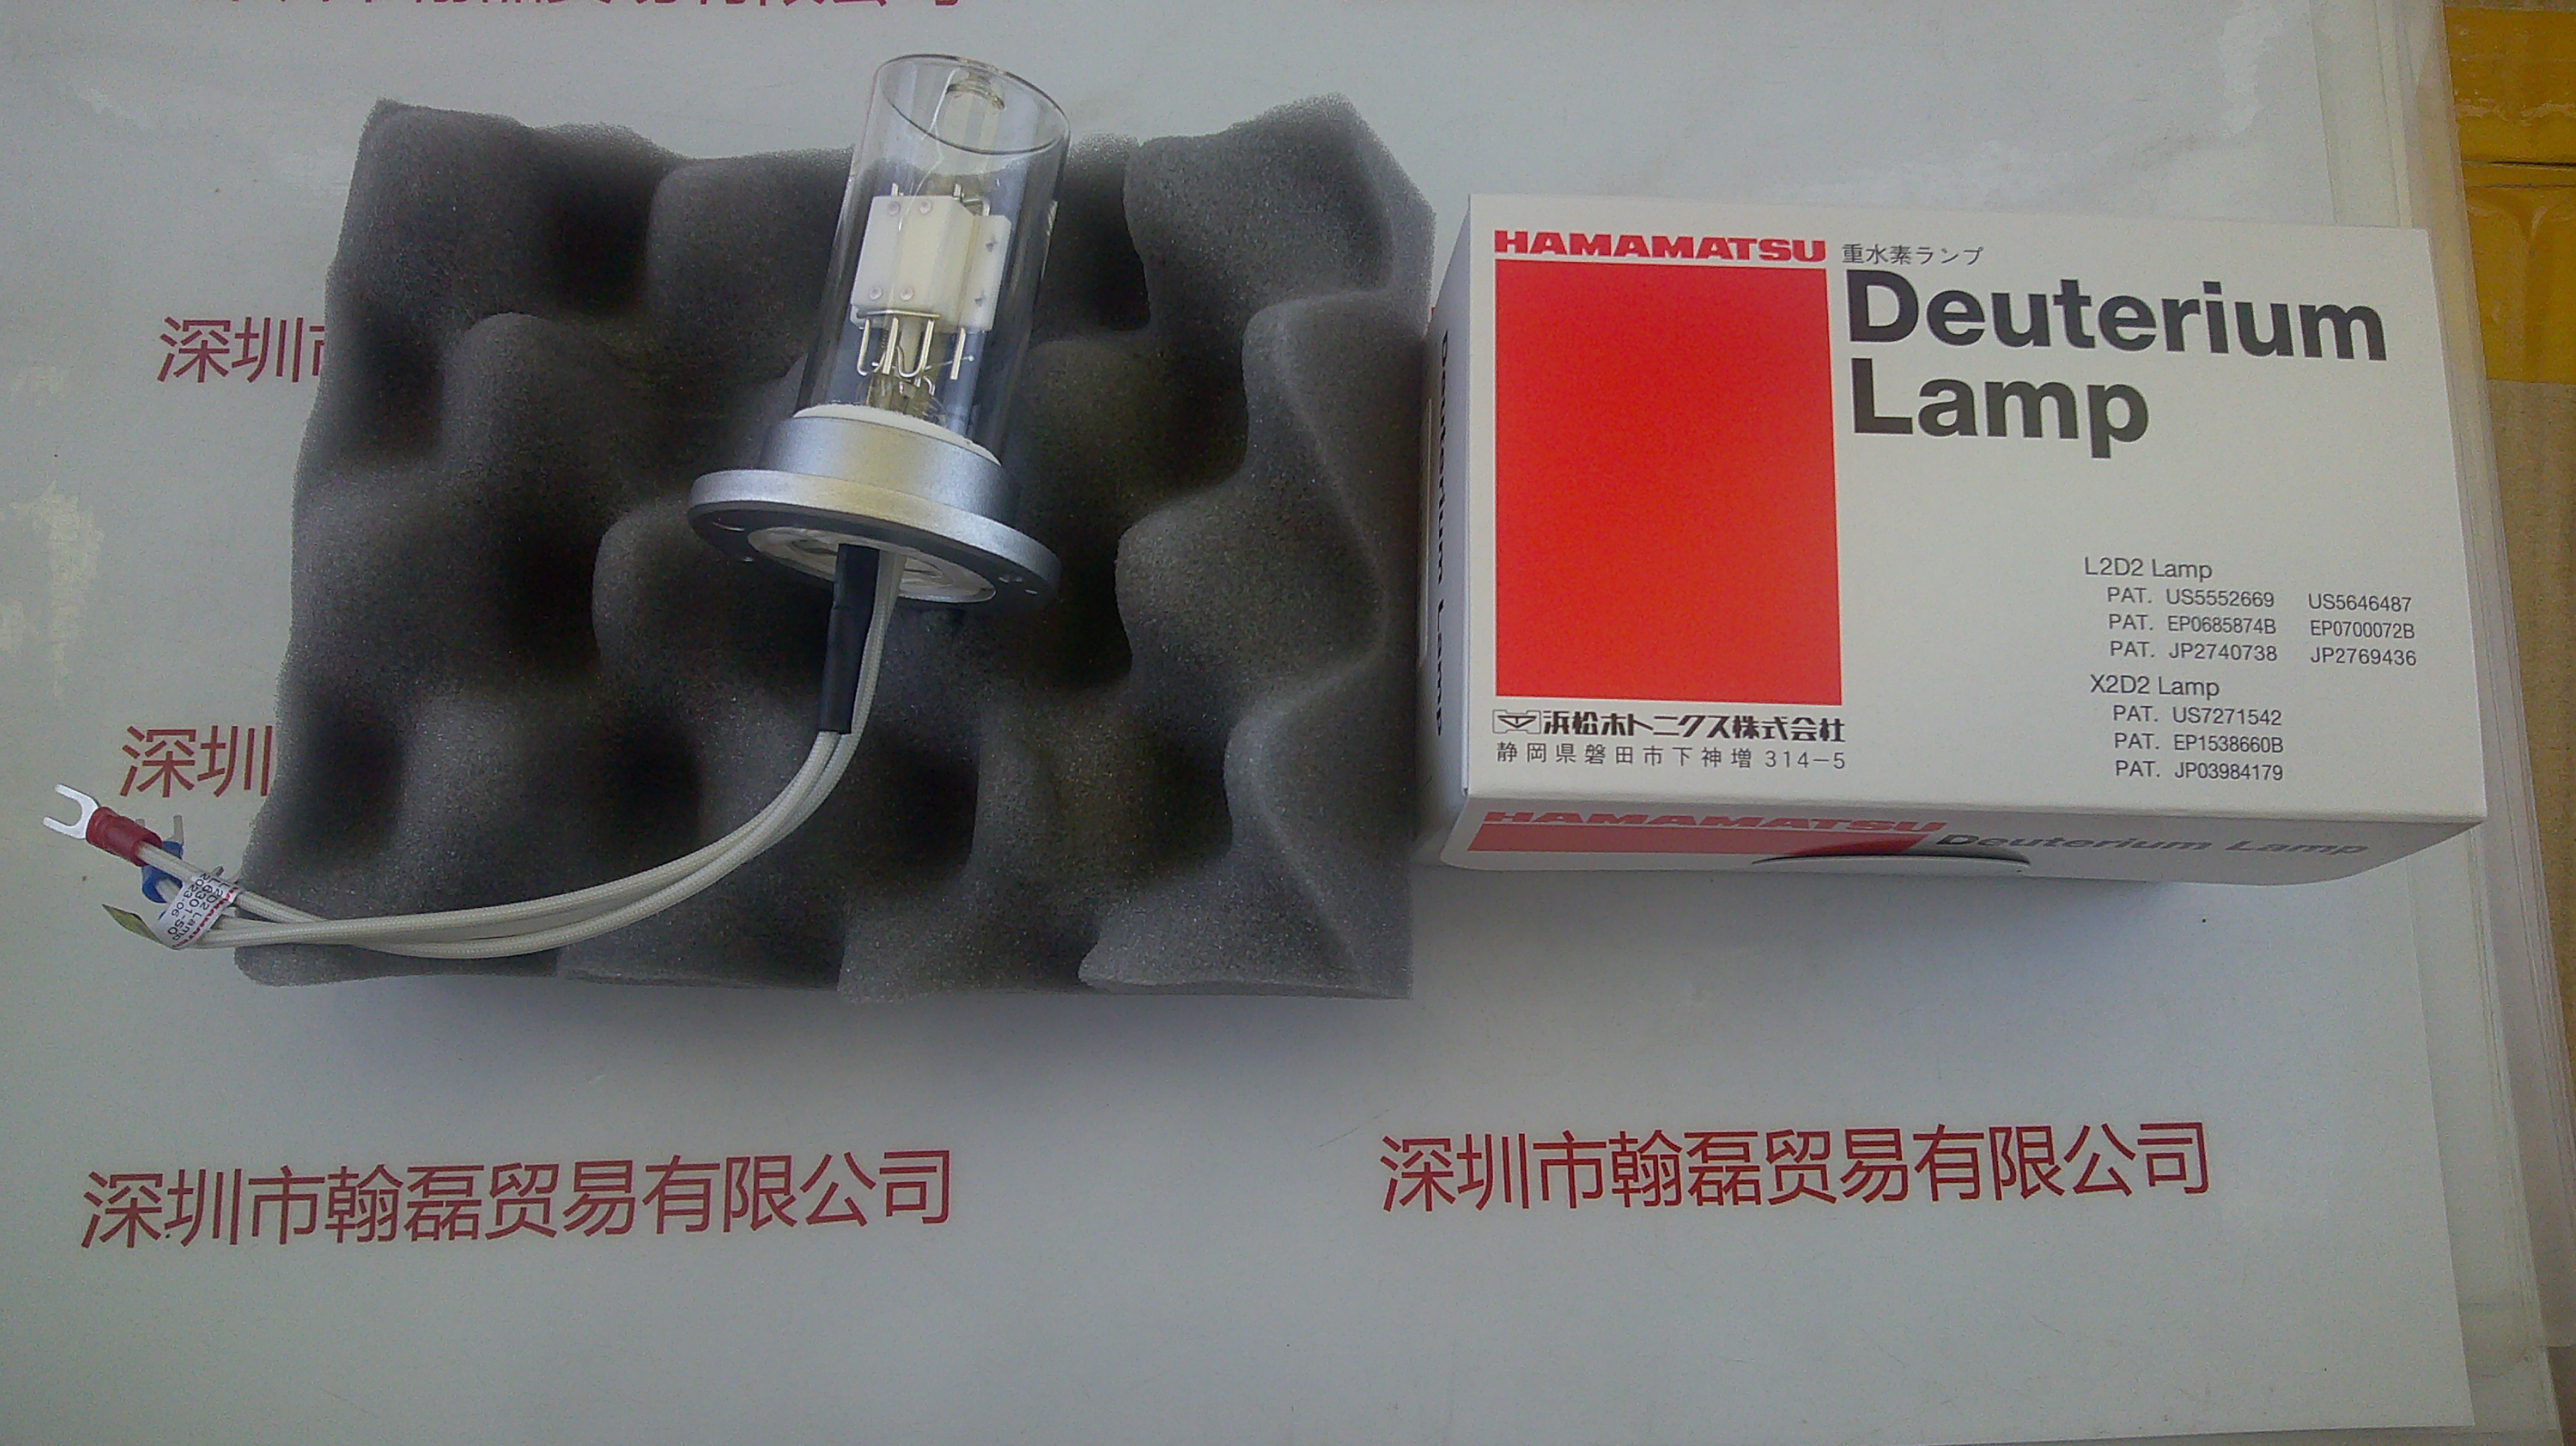 深圳市
HAMAMATSU 重水素ランプ
Deuterium
Lamp
L2D2 Lamp
PAT. US5552669 US5646487
PAT. EP0685874B EP0700072B
PAT. JP2740738 JP2769436
X2D2 Lamp
PAT. US7271542
PAT. EP1538660B
PAT. JP03984179
浜松ホトニクス株式会社
静岡県磐田市下神増 314-5
Deuterium Lamp
HAMAMATSU Deuterium Lamp
深圳
深圳市翰磊贸易有限公司
深圳市翰磊贸易有限公司